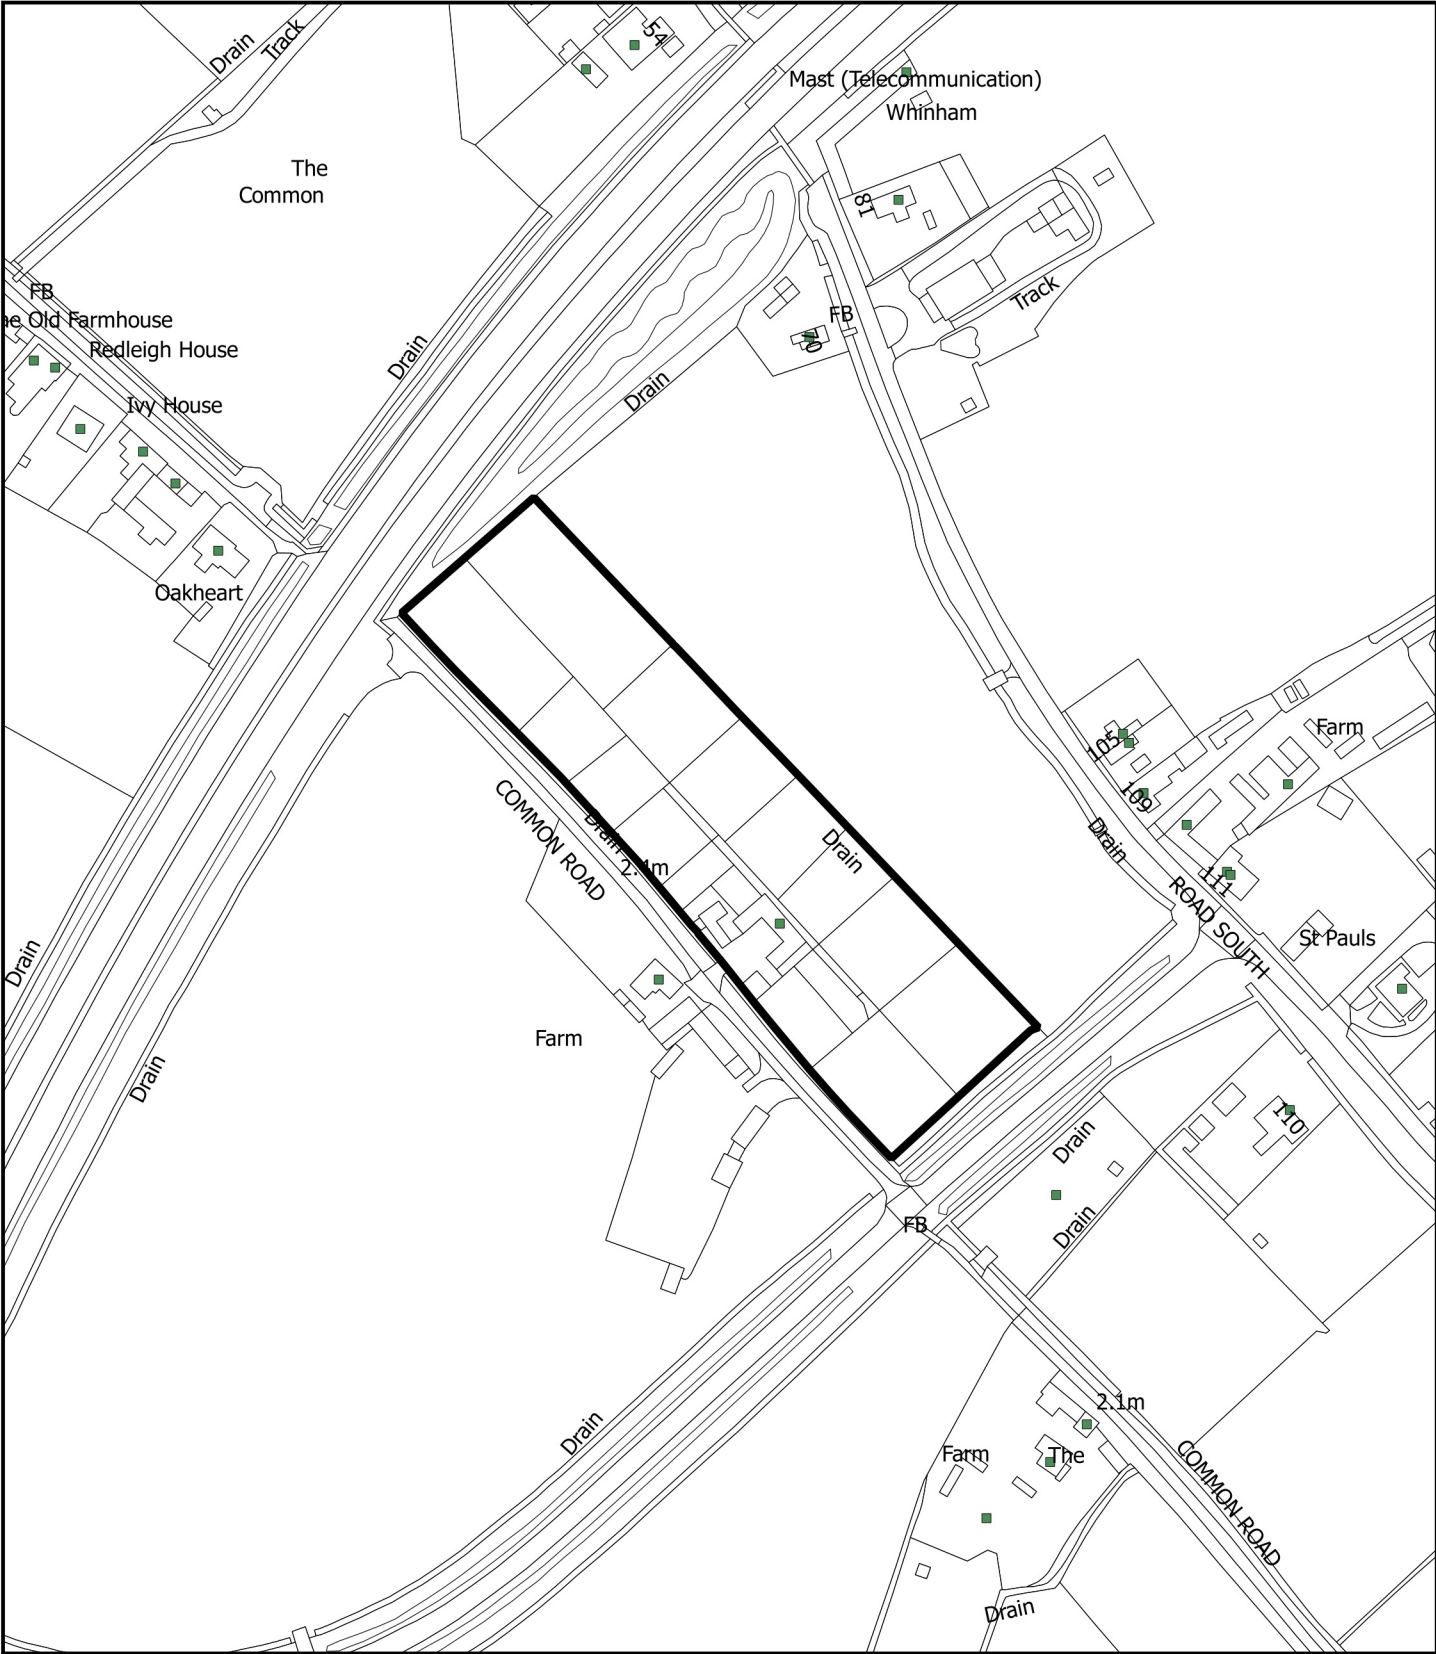 54
Drain
Track
Mast (Telecommunication)
Whinham
The
Common
81
FB
Track
FB
he Old Farmhouse
70
Redleigh House
Drain
Drain
Ivy House
Oakheart
105
Farm
109
COMMON ROAD
Drain
Drain
Drain
2.4m
111
ROAD SOUTH
St Pauls
Drain
Farm
Drain
110
Drain
Drain
FB
2.1m
Drain
Farm
The
COMMON ROAD
Drain